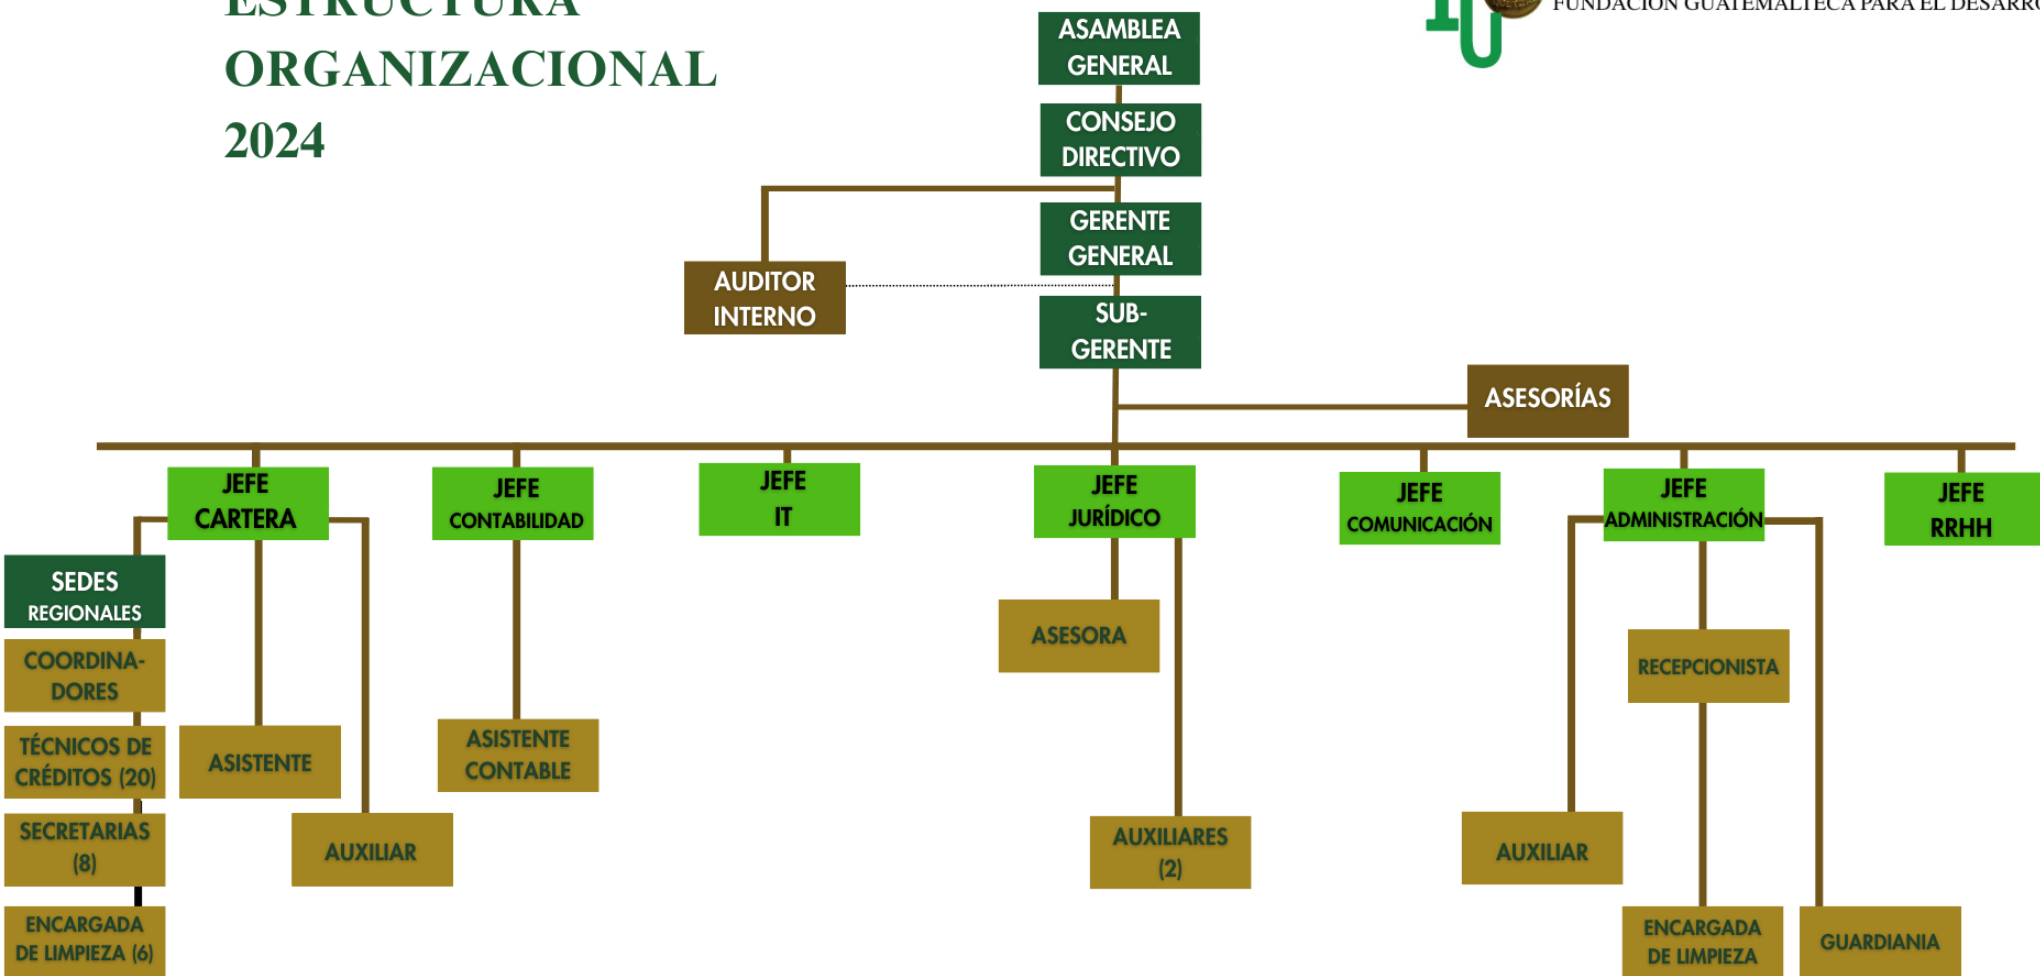 ESTRUCTURA
ORGANIZACIONAL
2024
FUNDACIÓN GUATEMALTECA PARA EL
ASAMBLEA
GENERAL
CONSEJO
DIRECTIVO
GERENTE
GENERAL
AUDITOR
INTERNO
SUB-
GERENTE
ASESORÍAS
JEFE
CARTERA
JEFE
CONTABILIDAD
JEFE
IT
JEFE
JURÍDICO
JEFE
COMUNICACIÓN
JEFE
ADMINISTRACIÓN
JEFE
RRHH
SEDES
REGIONALES
COORDINA-
DORES
TÉCNICOS DE
CRÉDITOS (20)
SECRETARIAS
(8)
ENCARGADA
DE LIMPIEZA (6)
ASISTENTE
AUXILIAR
ASISTENTE
CONTABLE
ASESORA
AUXILIARES
(2)
AUXILIAR
RECEPCIONISTA
ENCARGADA
DE LIMPIEZA
GUARDIANIA